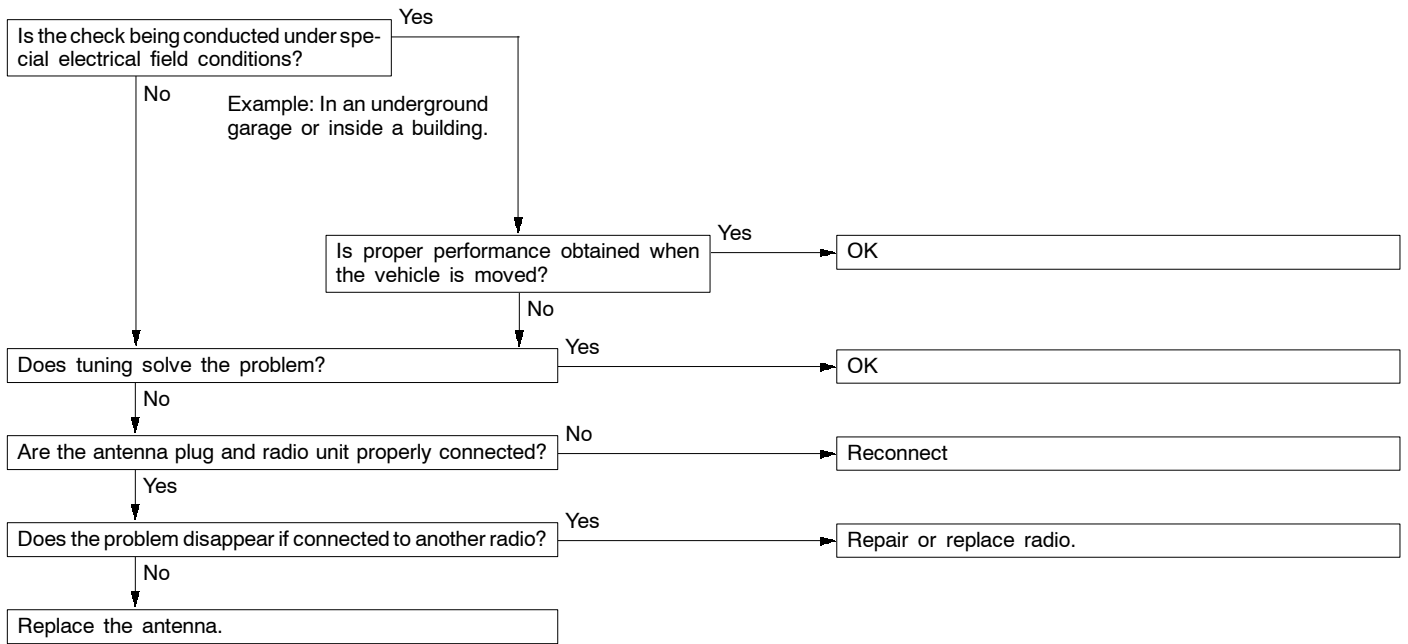 Is the check being conducted under spe-
cial electrical field conditions?
Yes
No
Example: In an underground
garage or inside a building.
Is proper performance obtained when
the vehicle is moved?
Yes
OK
No
Does tuning solve the problem?
Yes
OK
No
Are the antenna plug and radio unit properly connected?
No
Reconnect
Yes
Does the problem disappear if connected to another radio?
Yes
Repair or replace radio.
No
Replace the antenna.